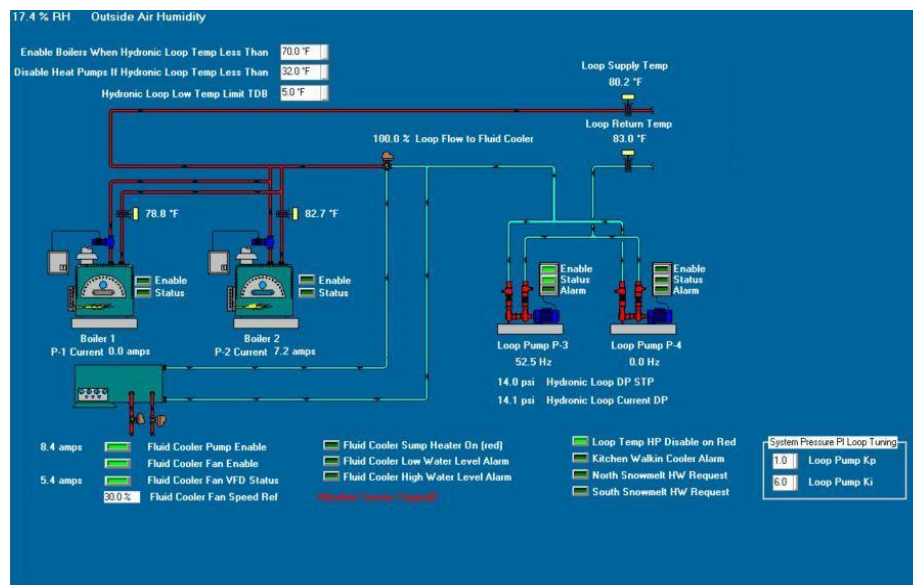 17.4 % RH Outside Air Humidity
Enable Boilers When Hydronic Loop Temp Less Than 70.0 °F
Disable Heat Pumps If Hydronic Loop Temp Less Than 32.0 °F
Hydronic Loop Low Temp Limit TDB 5.0 °F
Loop Supply Temp
80.2 °F
Loop Return Temp
83.0 °F
100.0 % Loop Flow to Fluid Cooler
78.8 °F
82.7 °F
Enable
Status
Enable
Status
Enable
Status
Alarm
Enable
Status
Alarm
Boiler 1
P-1 Current 0.0 amps
Boiler 2
P-2 Current 7.2 amps
Loop Pump P-3
52.5 Hz
Loop Pump P-4
0.0 Hz
14.0 psi Hydronic Loop DP STP
14.1 psi Hydronic Loop Current DP
8.4 amps Fluid Cooler Pump Enable
Fluid Cooler Fan Enable
5.4 amps Fluid Cooler Fan VFD Status
30.0 % Fluid Cooler Fan Speed Ref
Fluid Cooler Sump Heater On (red)
Fluid Cooler Low Water Level Alarm
Fluid Cooler High Water Level Alarm
Loop Temp HP Disable on Red
Kitchen Walkin Cooler Alarm
North Snowmelt HW Request
South Snowmelt HW Request
System Pressure PI Loop Tuning
1.0 Loop Pump Kp
6.0 Loop Pump Ki